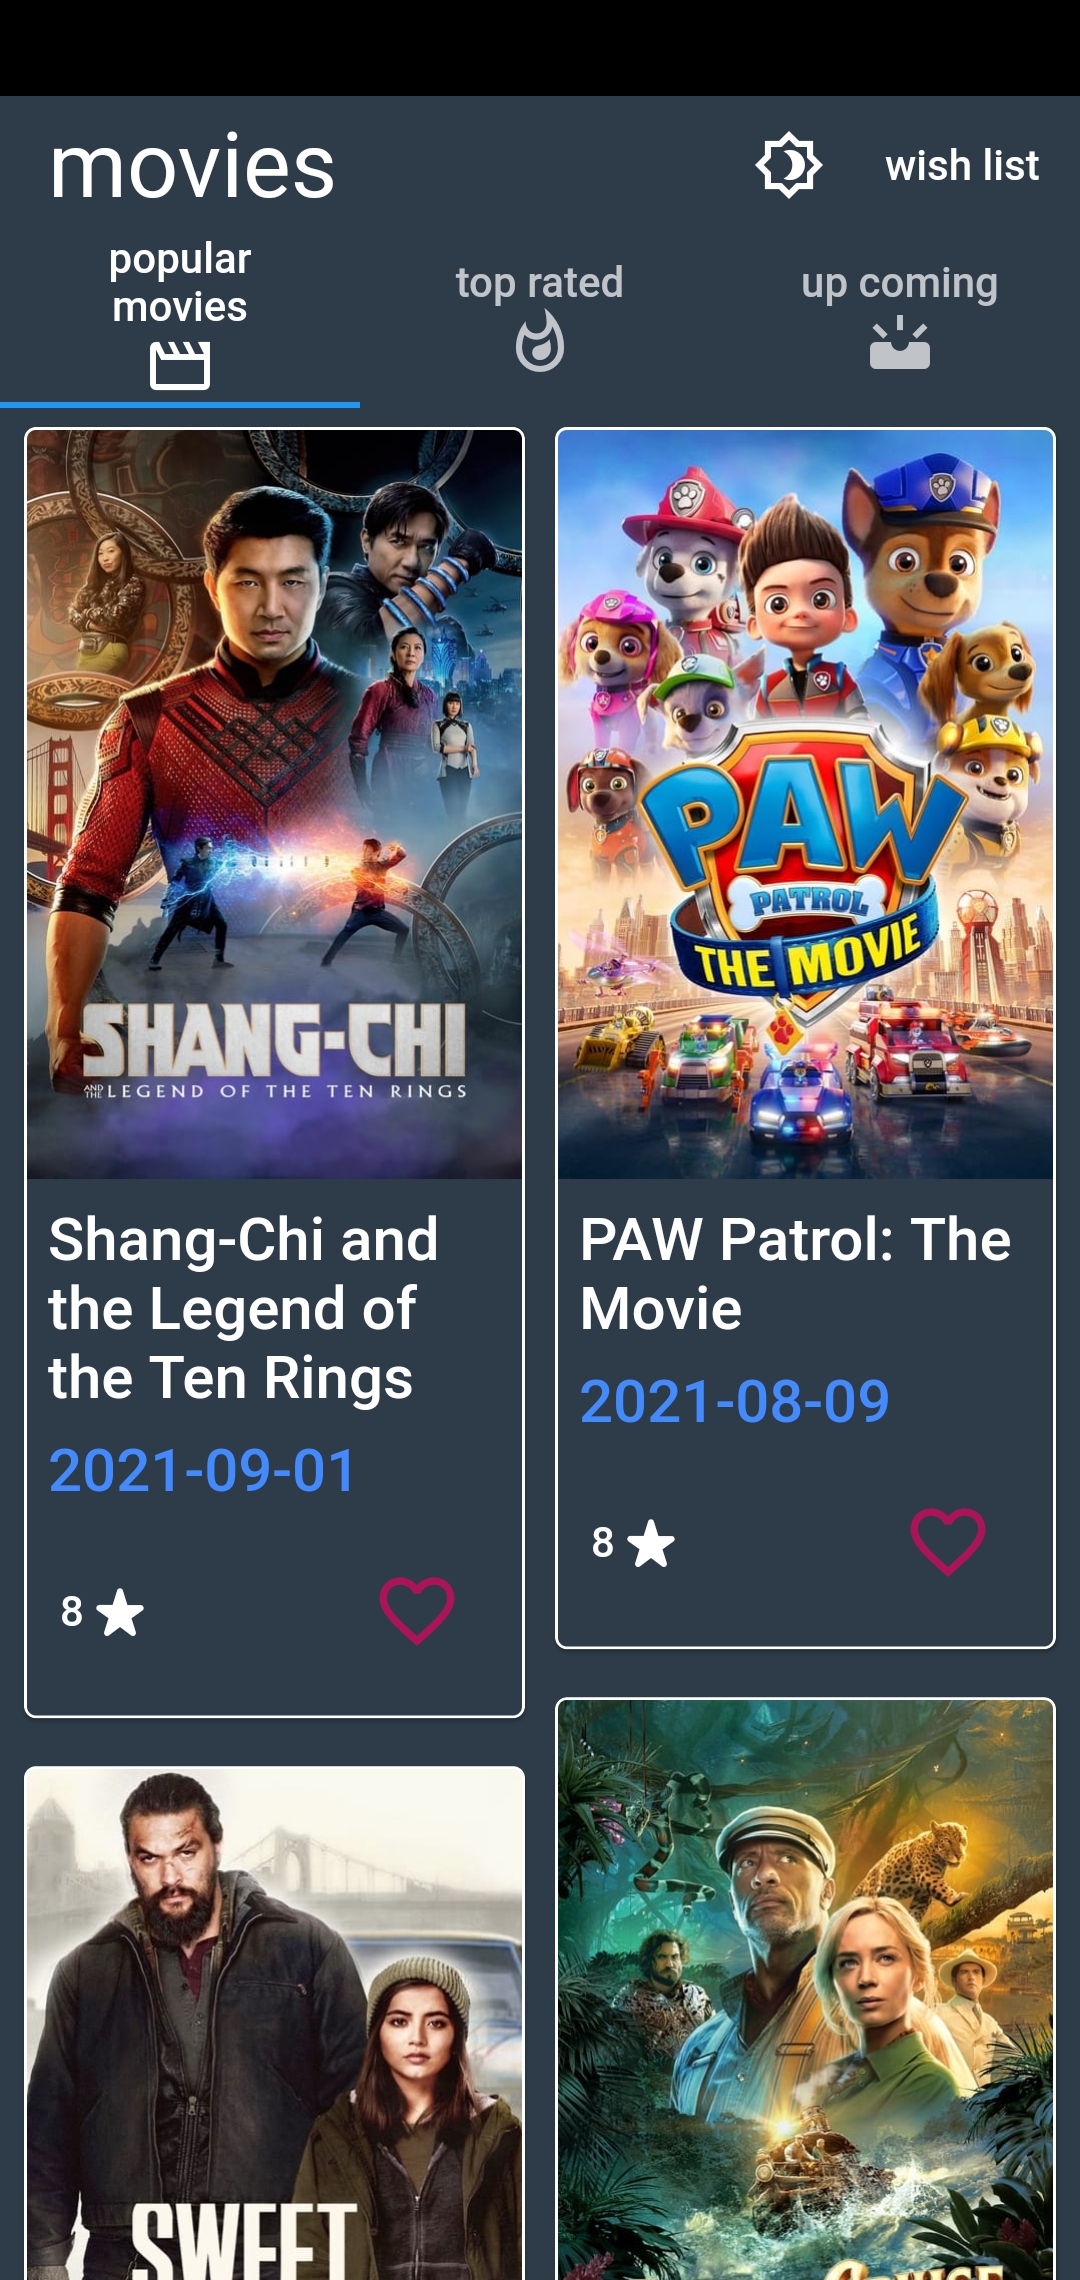 movies
wish list
popular
movies
top rated
up coming
SHANG-CHI
AND THE LEGEND OF THE TEN RINGS
Shang-Chi and
the Legend of
the Ten Rings
2021-09-01
8
PAW
PATROL
THE MOVIE
PAW Patrol: The
Movie
2021-08-09
8
SWEET
CRUISE